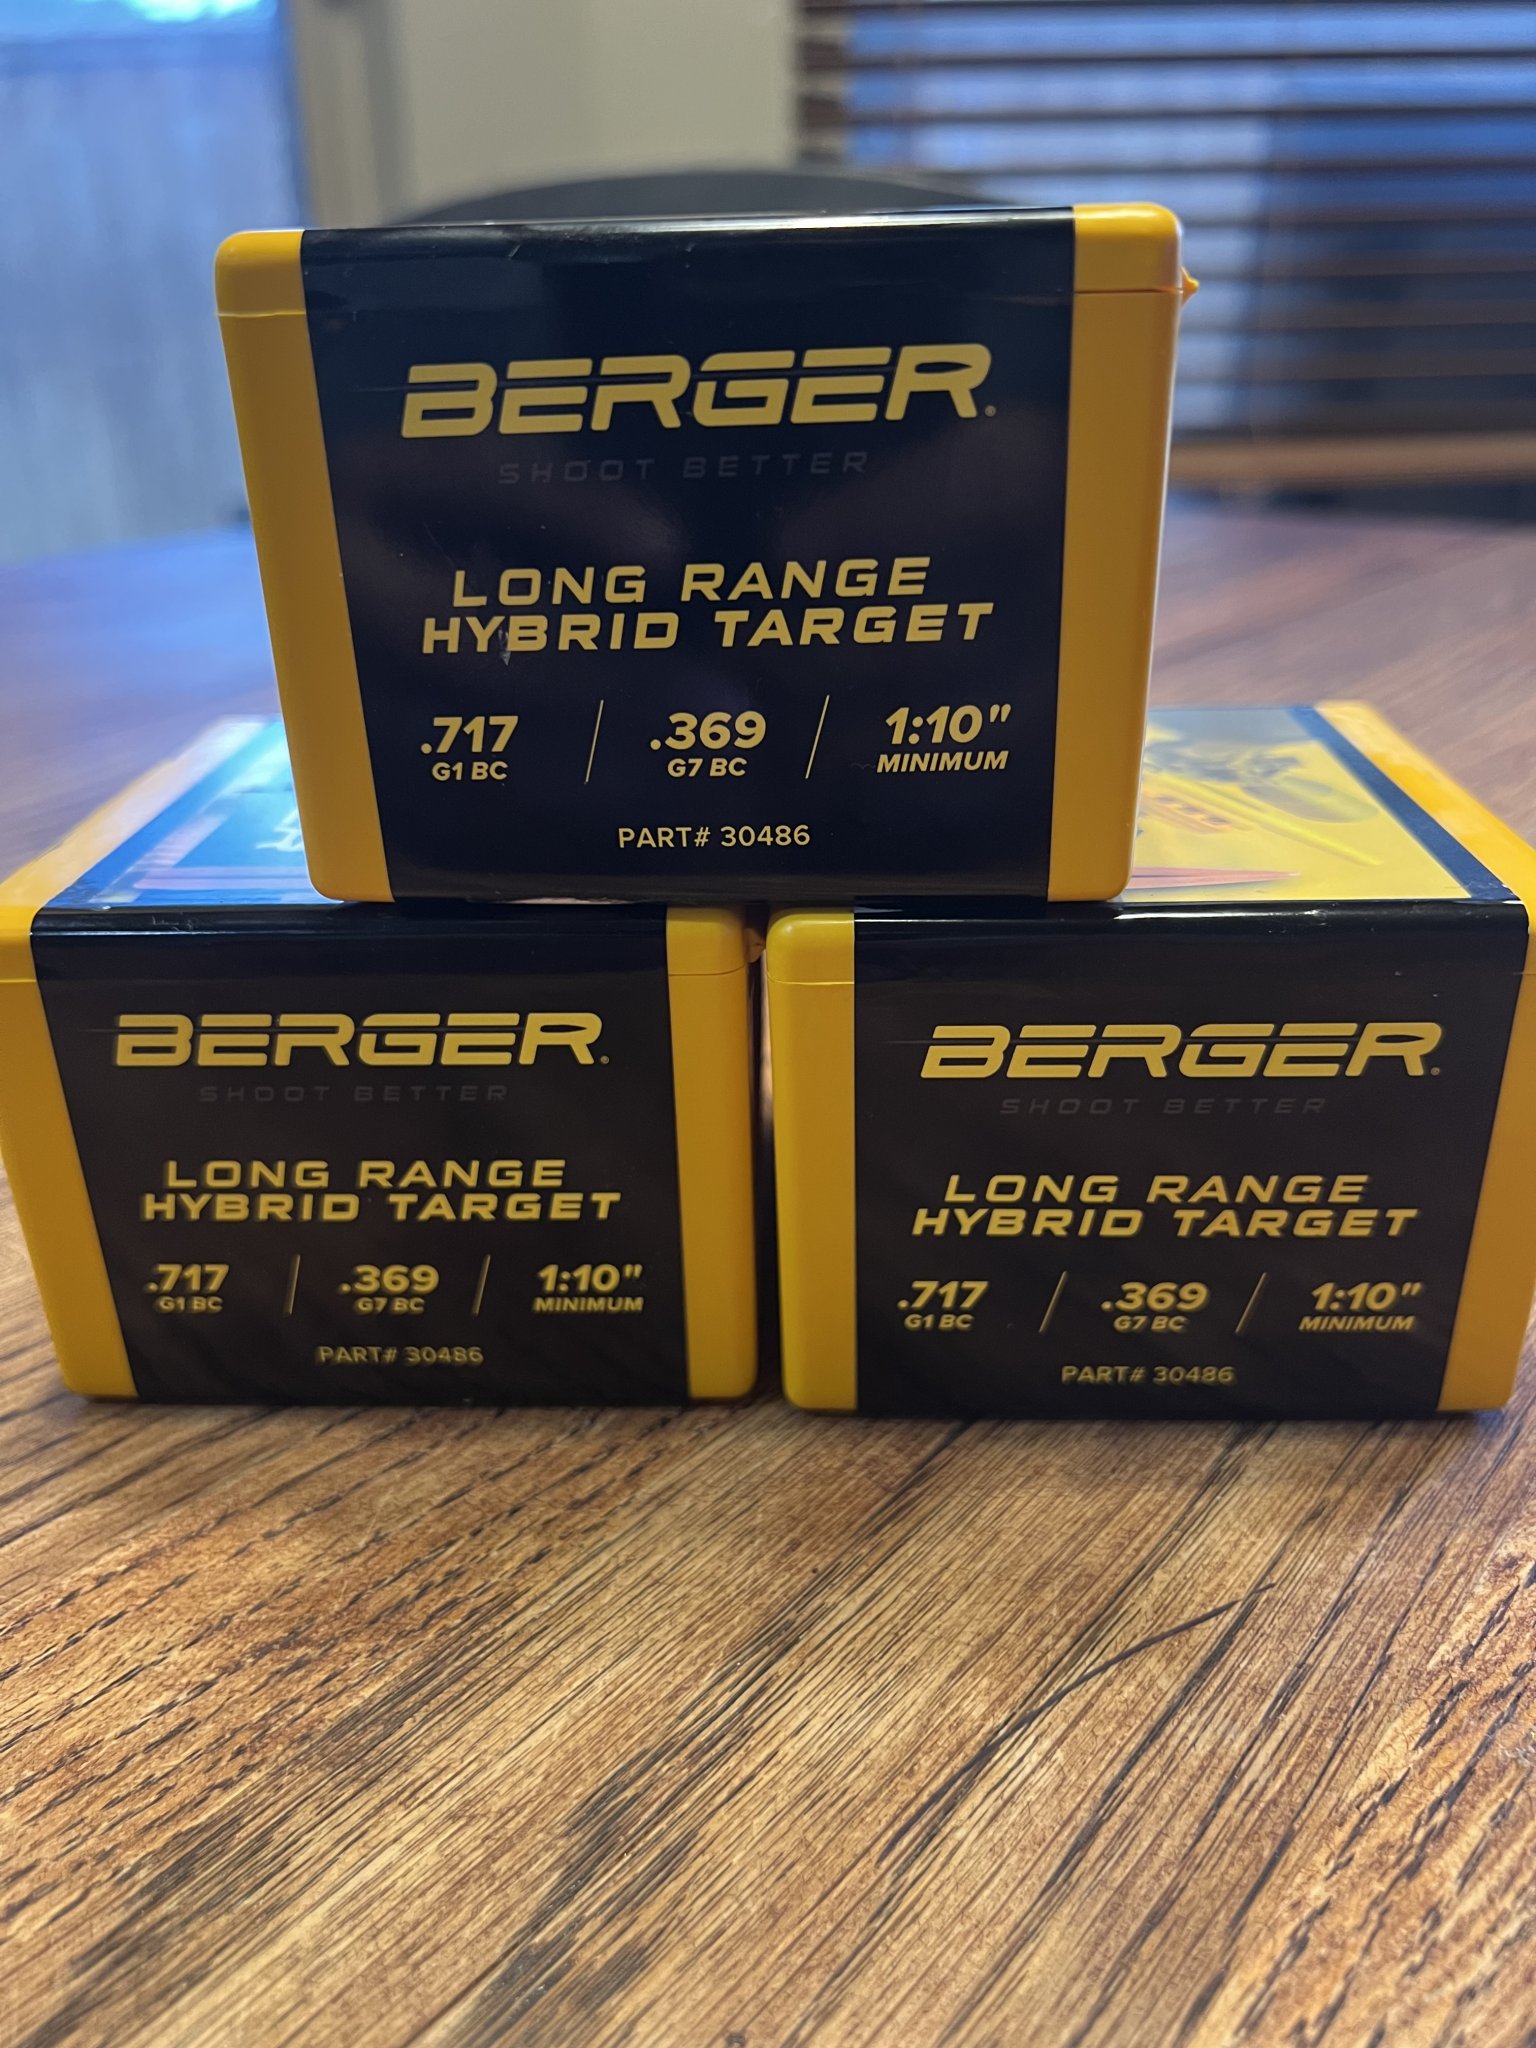 BERGER®
SHOOT BETTER
LONG RANGE
HYBRID TARGET
.717 / .369 / 1:10"
G1 BC G7 BC MINIMUM
PART# 30486
BERGER®
SHOOT BETTER
LONG RANGE
HYBRID TARGET
.717 / .369 / 1:10"
G1 BC G7 BC MINIMUM
PART# 30486
BERGER®
SHOOT BETTER
LONG RANGE
HYBRID TARGET
.717 / .369 / 1:10"
G1 BC G7 BC MINIMUM
PART# 30486